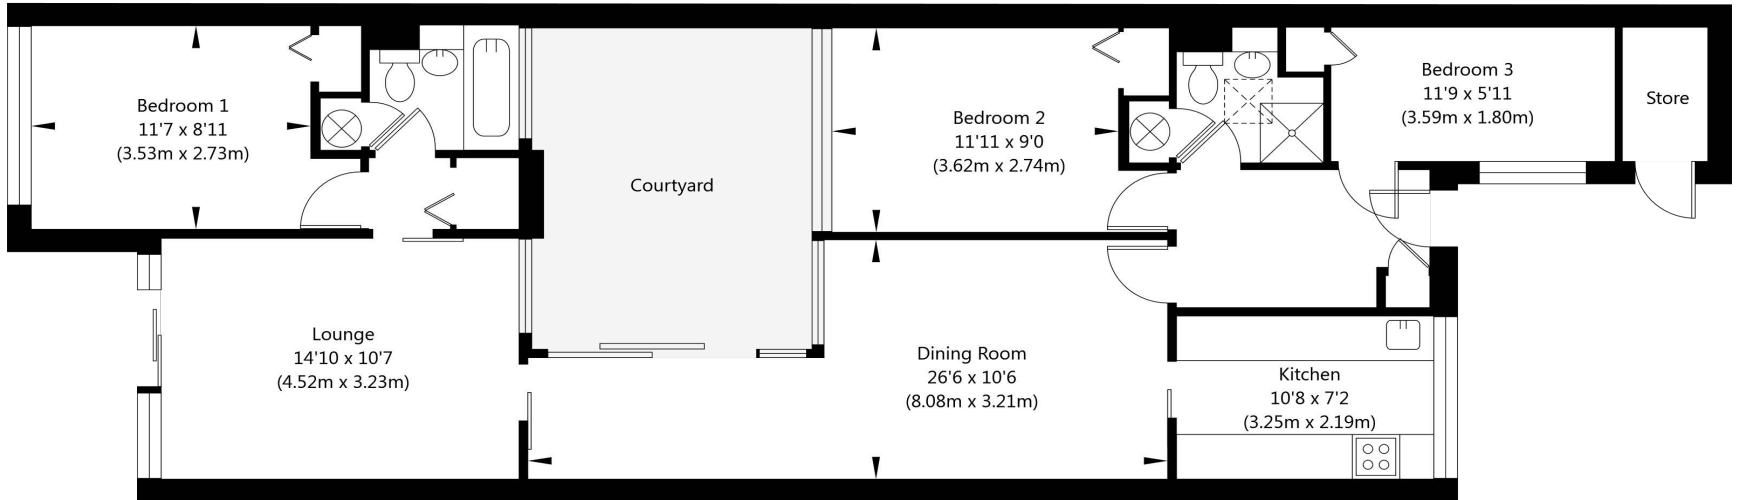 Bedroom 1
11'7 x 8'11
(3.53m x 2.73m)
Courtyard
Bedroom 2
11'11 x 9'0
(3.62m x 2.74m)
Bedroom 3
11'9 x 5'11
(3.59m x 1.80m)
Store
Lounge
14'10 x 10'7
(4.52m x 3.23m)
Dining Room
26'6 x 10'6
(8.08m x 3.21m)
Kitchen
10'8 x 7'2
(3.25m x 2.19m)